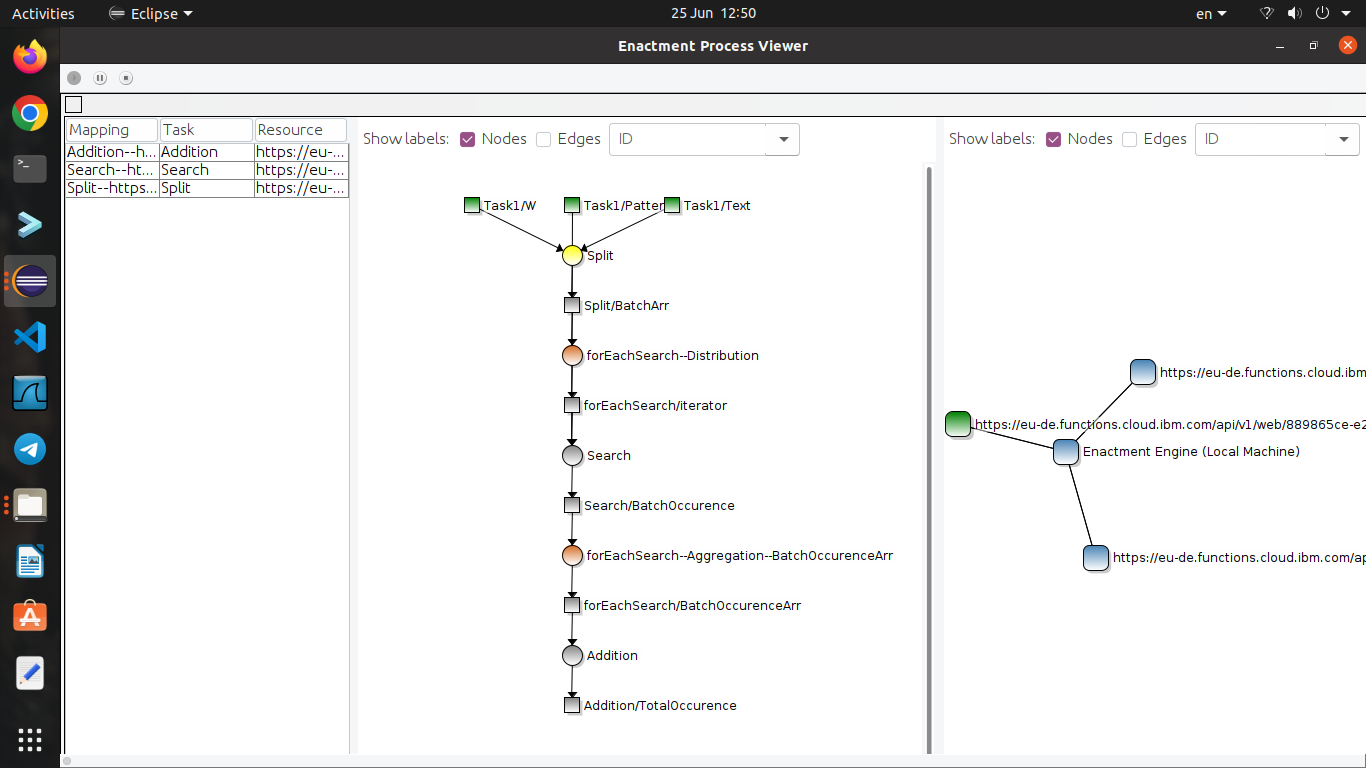 Activities Eclipse 25 Jun 12:50 en
Enactment Process Viewer
Mapping Task Resource
Addition--h... Addition https://eu-...
Search--ht... Search https://eu-...
Split--https... Split https://eu-...
Show labels: Nodes Edges ID
Task1/W Task1/Patter Task1/Text
Split
Split/BatchArr
forEachSearch--Distribution
forEachSearch/iterator
Search
Search/BatchOccurence
forEachSearch--Aggregation--BatchOccurenceArr
forEachSearch/BatchOccurenceArr
Addition
Addition/TotalOccurence
Show labels: Nodes Edges ID
https://eu-de.functions.cloud.ibm
https://eu-de.functions.cloud.ibm.com/api/v1/web/889865ce-e2
Enactment Engine (Local Machine)
https://eu-de.functions.cloud.ibm.com/ap